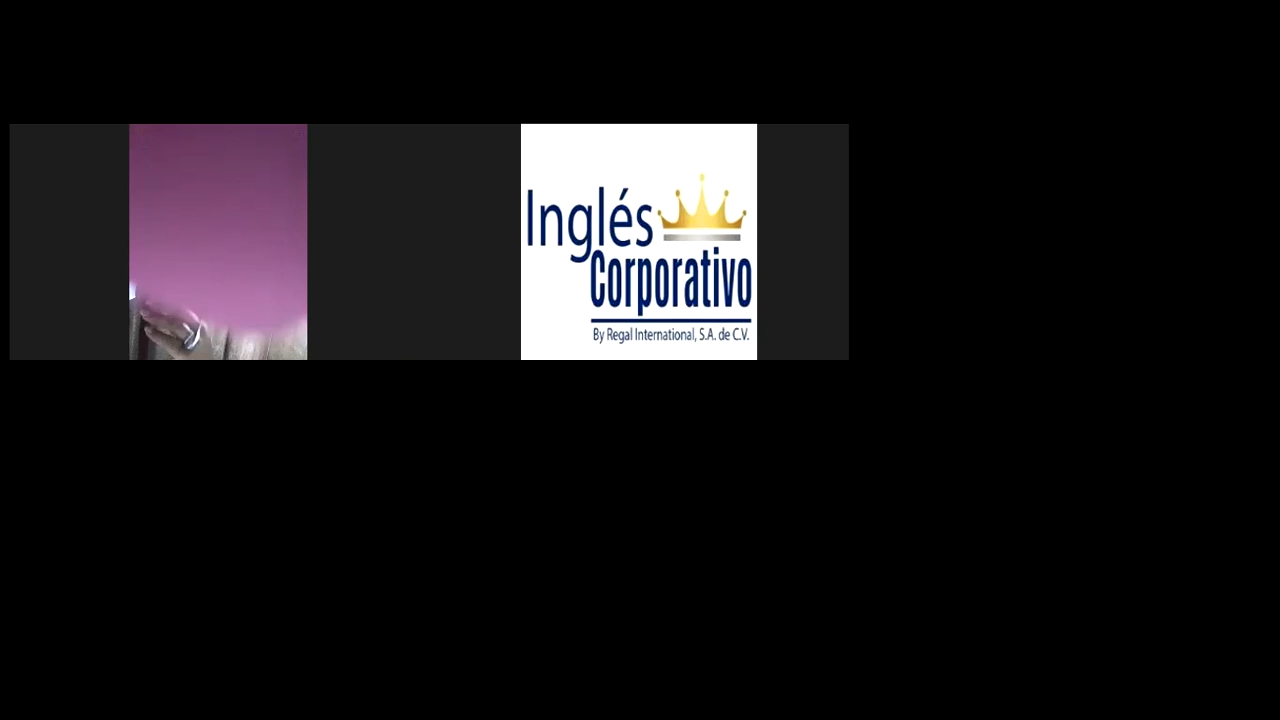 Inglés
Corporativo
By Regal International, S.A. de C.V.